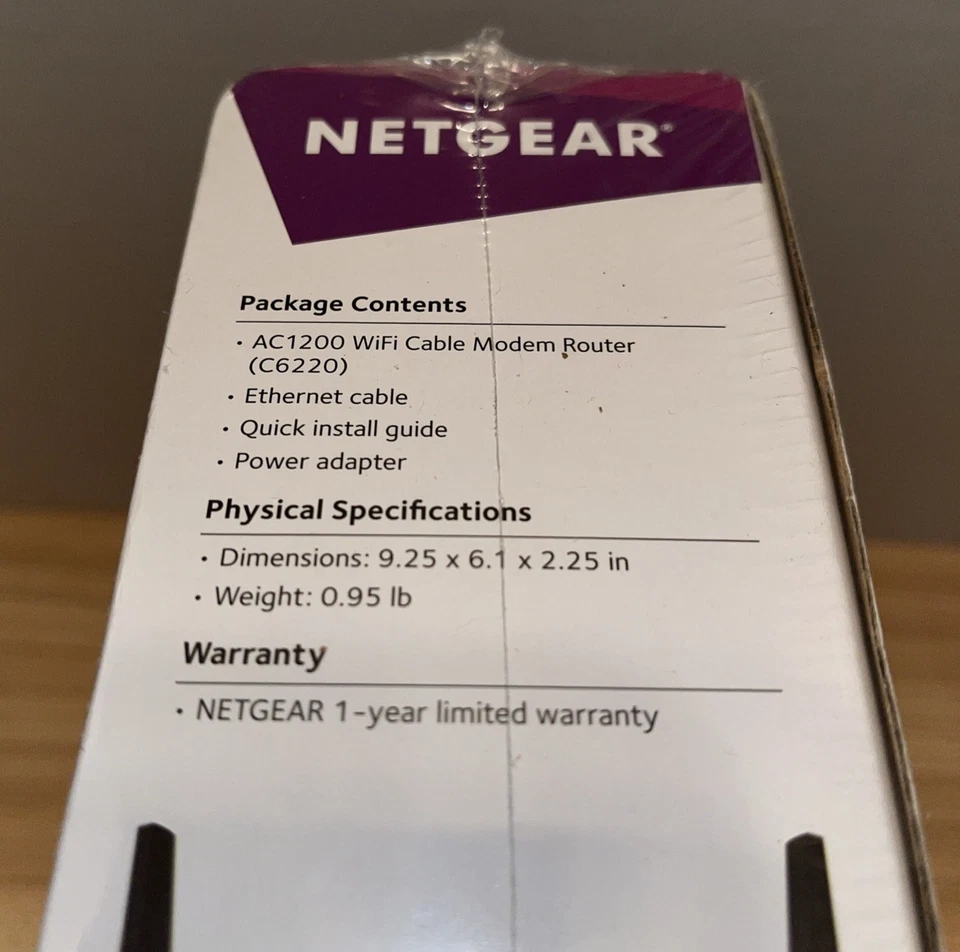 NETGEAR®
Package Contents
• AC1200 WiFi Cable Modem Router
(C6220)
• Ethernet cable
• Quick install guide
• Power adapter
Physical Specifications
• Dimensions: 9.25 x 6.1 x 2.25 in
• Weight: 0.95 lb
Warranty
• NETGEAR 1-year limited warranty